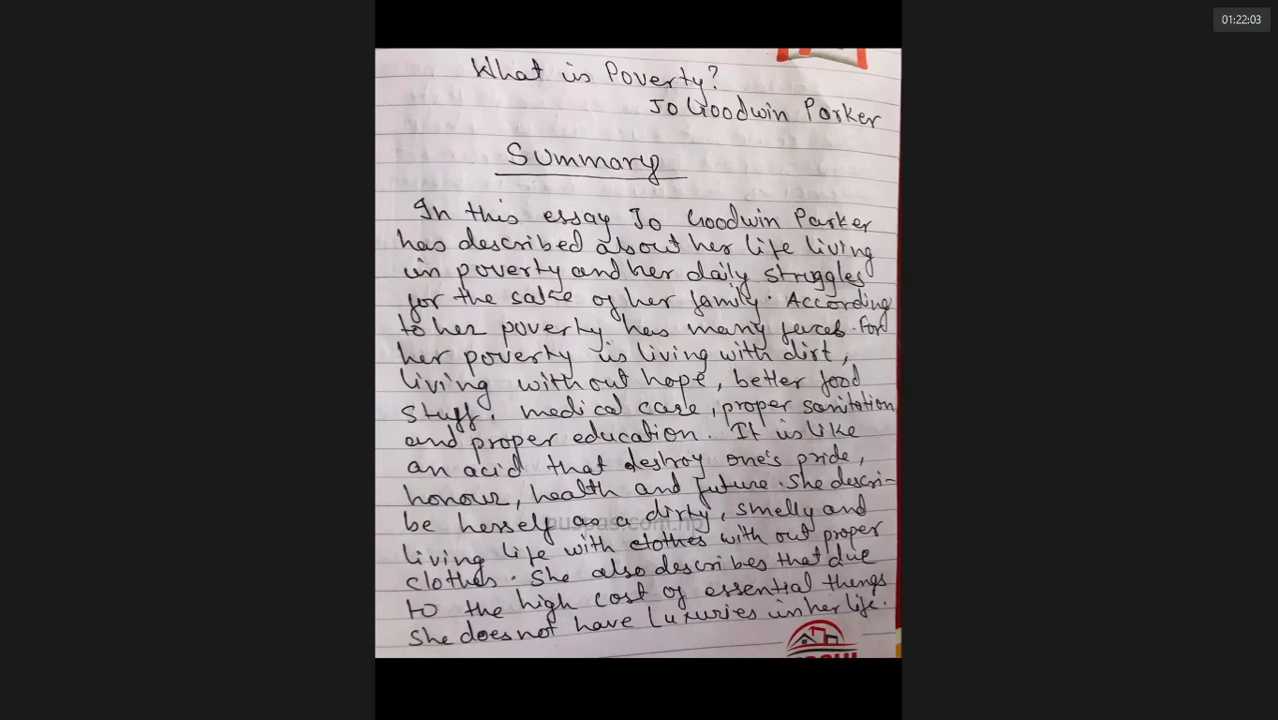 01:22:03
What is Poverty?
Jo Goodwin Parker
Summary
In this essay Jo Goodwin Parker
has described about her life living
in poverty and her daily struggles
for the sake of her family. According
to her poverty has many faces. For
her poverty is living with dirt,
living without hope, better food
stuff. medical care, proper sanitation
and proper education. It is like
an acid that destroy one's pride,
honour, health and future. She descri-
be herself as a dirty, smelly and
living life with clothes with out proper
clothes. She also describes that due
to the high cost of essential things
she does not have luxuries in her life.